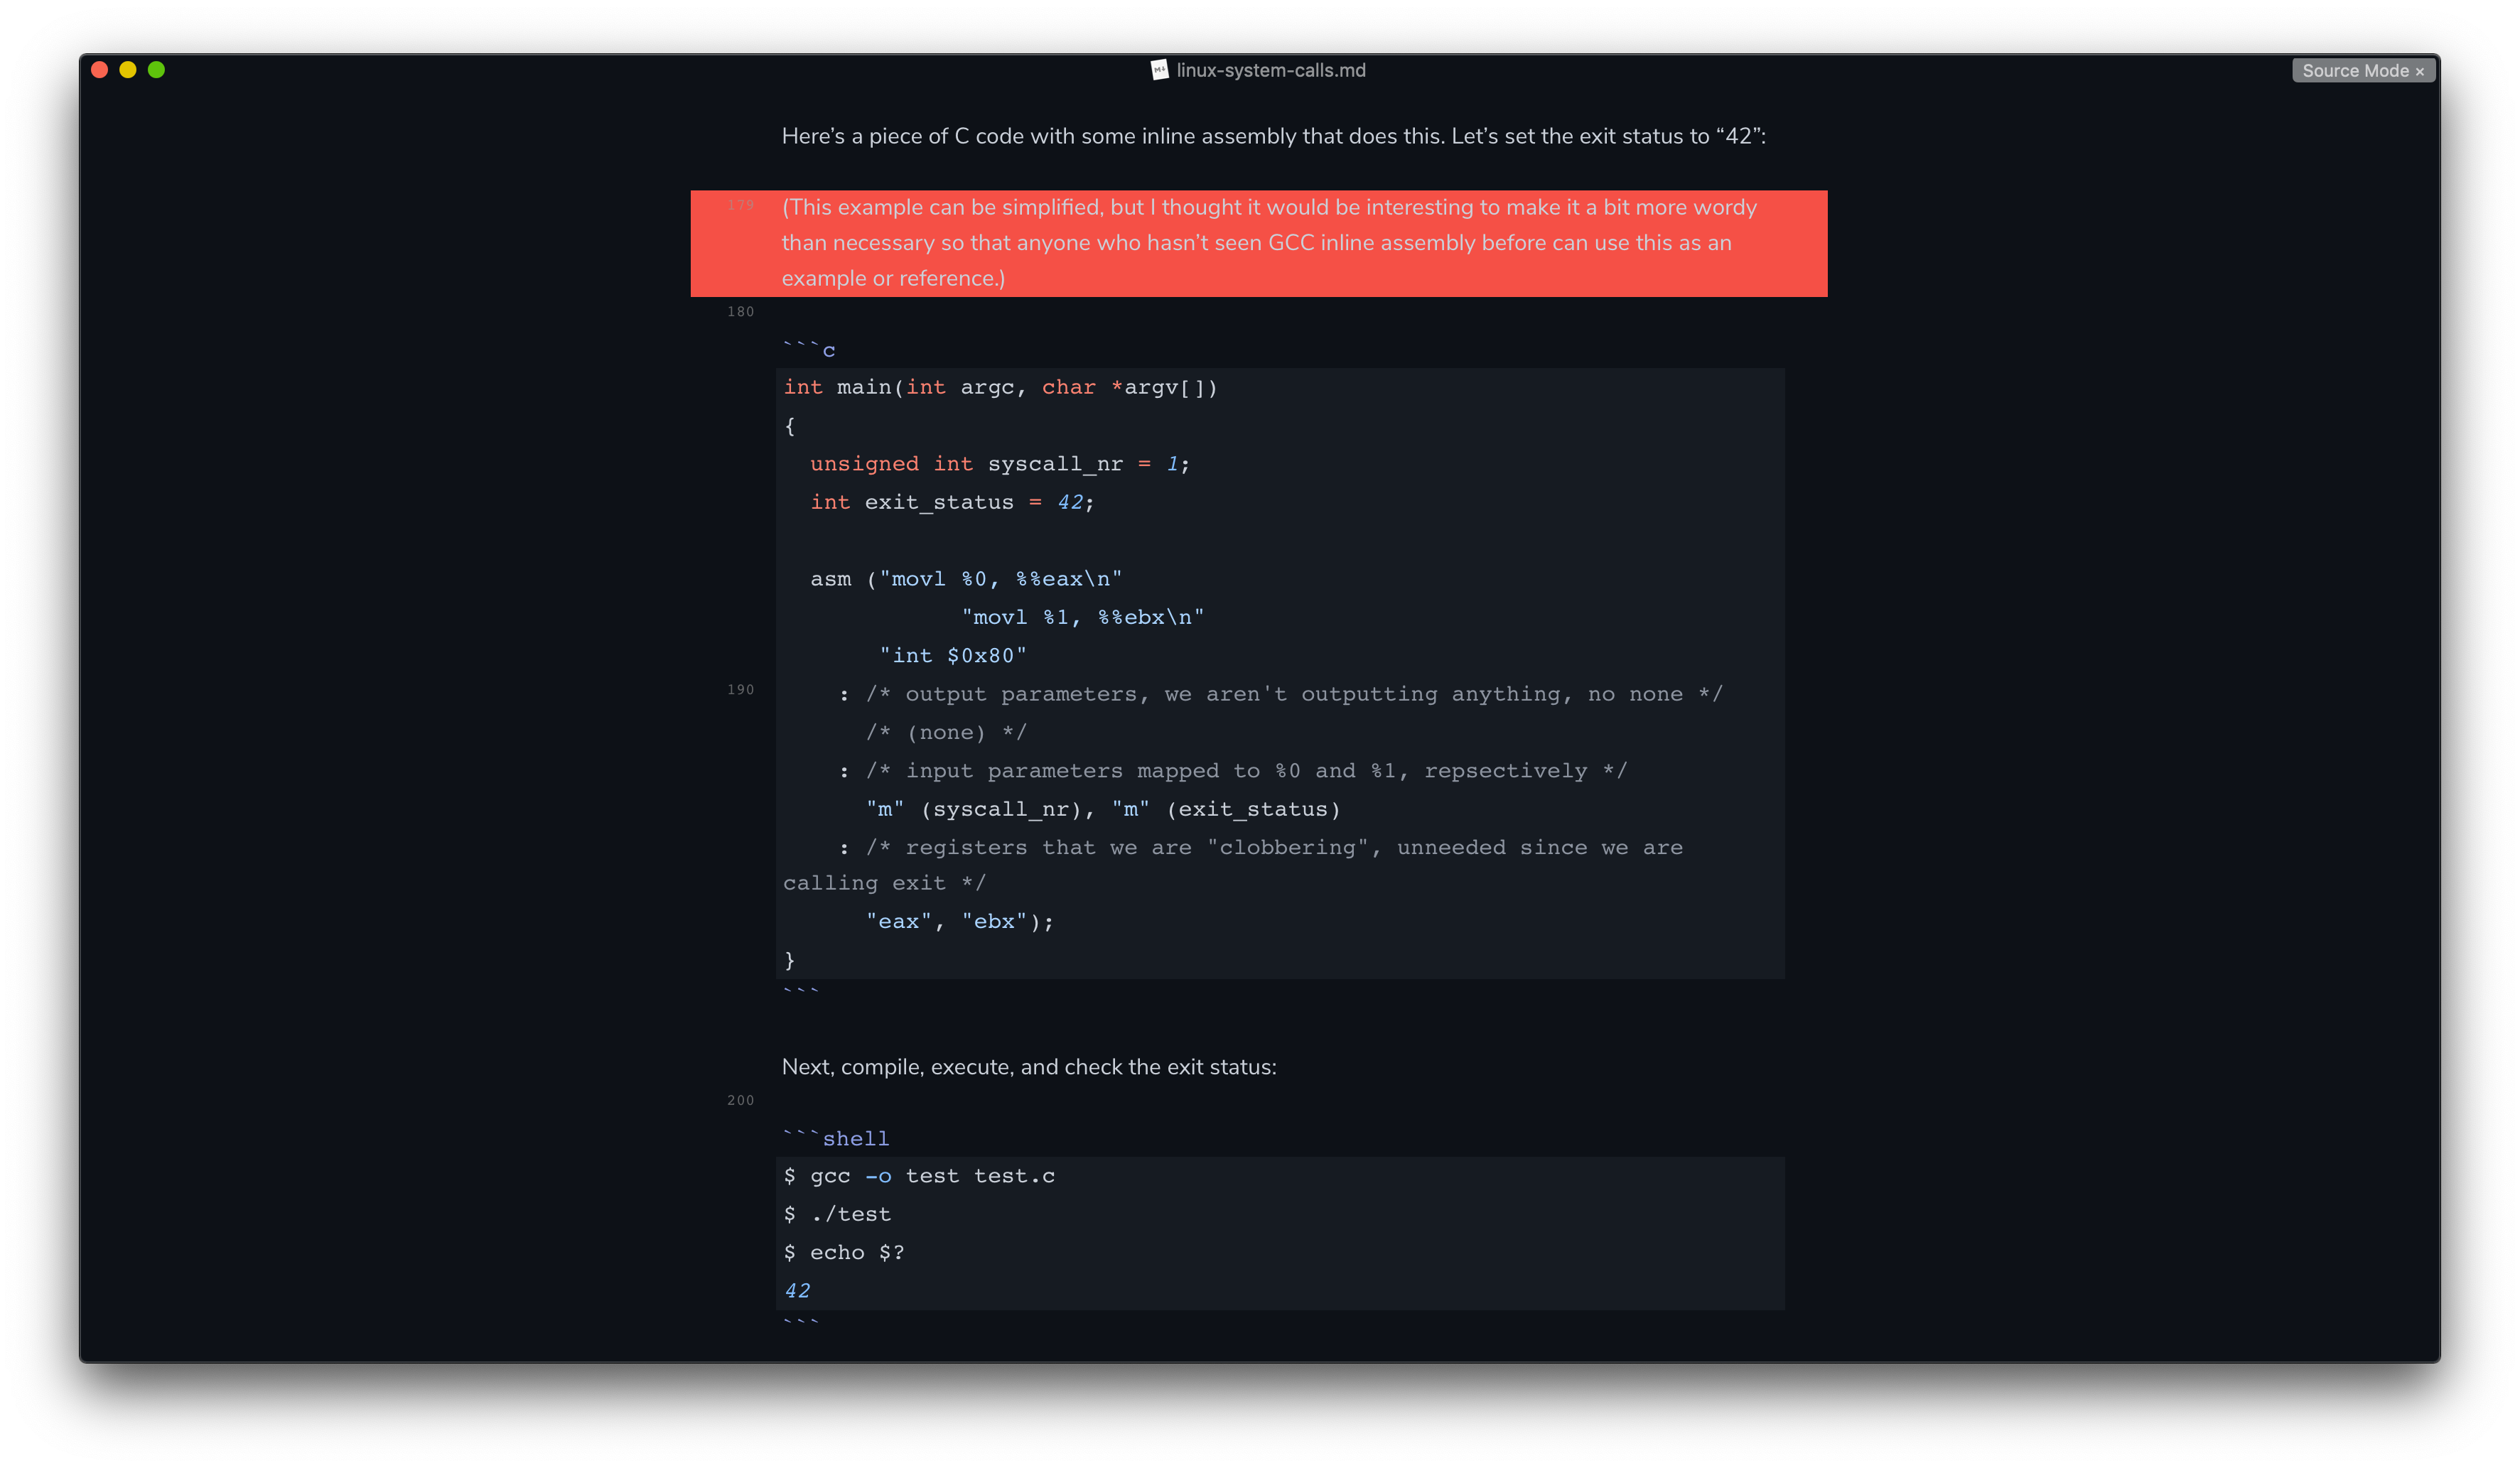 linux-system-calls.md
Source Mode ×
Here’s a piece of C code with some inline assembly that does this. Let’s set the exit status to “42”:
179 (This example can be simplified, but I thought it would be interesting to make it a bit more wordy
than necessary so that anyone who hasn’t seen GCC inline assembly before can use this as an
example or reference.)
180
```c
int main(int argc, char *argv[])
{
  unsigned int syscall_nr = 1;
  int exit_status = 42;

  asm ("movl %0, %%eax\n"
             "movl %1, %%ebx\n"
       "int $0x80"
190     : /* output parameters, we aren't outputting anything, no none */
      /* (none) */
    : /* input parameters mapped to %0 and %1, repsectively */
      "m" (syscall_nr), "m" (exit_status)
    : /* registers that we are "clobbering", unneeded since we are
calling exit */
      "eax", "ebx");
}
```
Next, compile, execute, and check the exit status:
200
```shell
$ gcc -o test test.c
$ ./test
$ echo $?
42
```